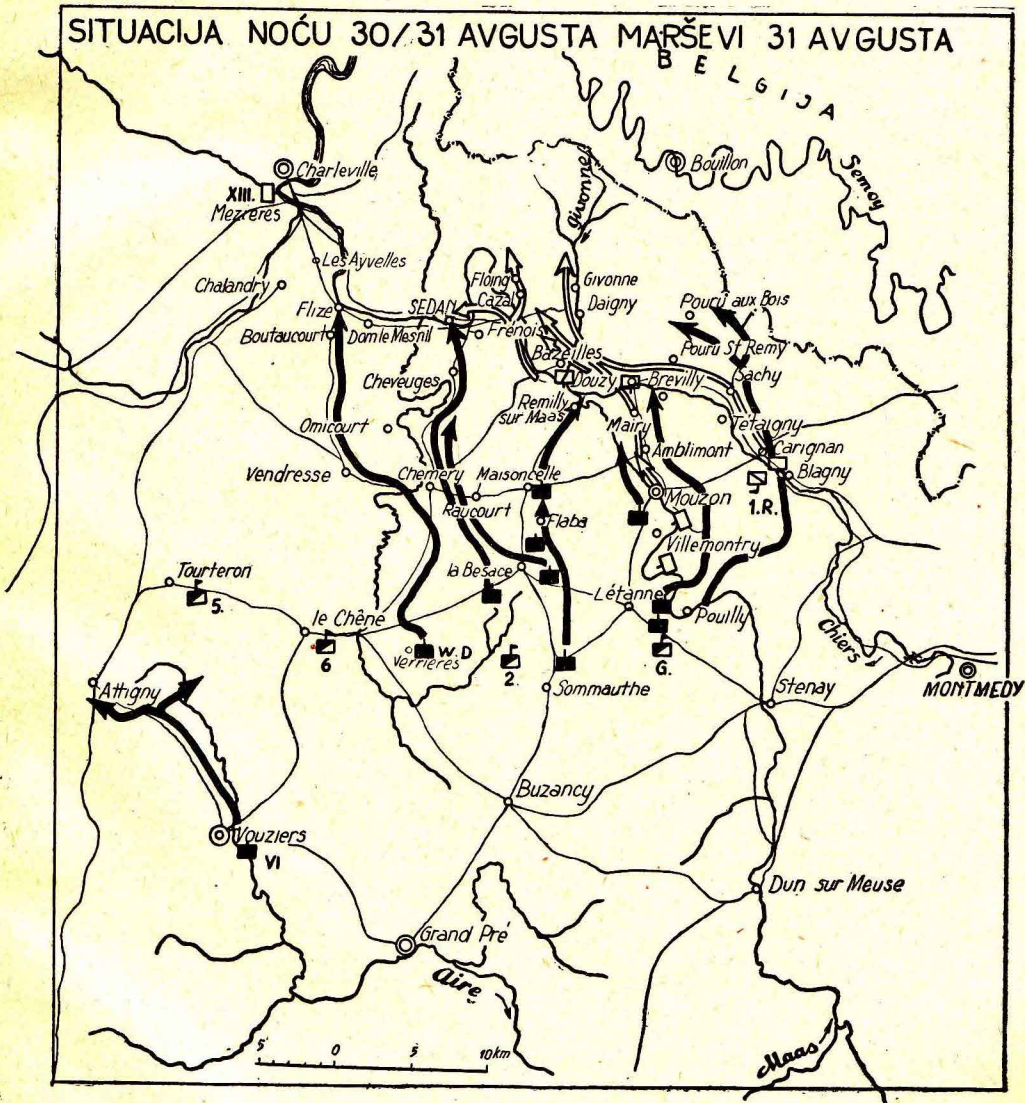 SITUACIJA NOĆU 30/31 AVGUSTA MARŠEVI 31 AVGUSTA
BELGIJA
Bouillon
Semoy
Givonne
Charleville
XIII.
Mezreres
Les Ayvelles
Chalandry
Floing
Cazal
Givonne
Daigny
Flize
SEDAN
Pouru aux Bois
Boutaucourt
Dom le Mesnil
Frénois
Pouru St Remy
Bazeilles
Cheveuges
Douzy
Brevilly
Sachy
Remilly
sur Maas
Omicourt
Mairy
Tétaigny
Carignan
Amblimont
Vendresse
Chemery
Maisoncelle
Blagny
1.R.
Mouzon
Raucourt
Flaba
Villemontry
la Besace
Tourteron
5.
Létanne
Pouilly
le Chêne
6
W.D
Verrières
2.
G.
Chiers
Sommauthe
Stenay
MONTMEDY
Attigny
Buzancy
Vouziers
VI
Dun sur Meuse
Grand Pré
Aire
5 0 5 10 km
Maas